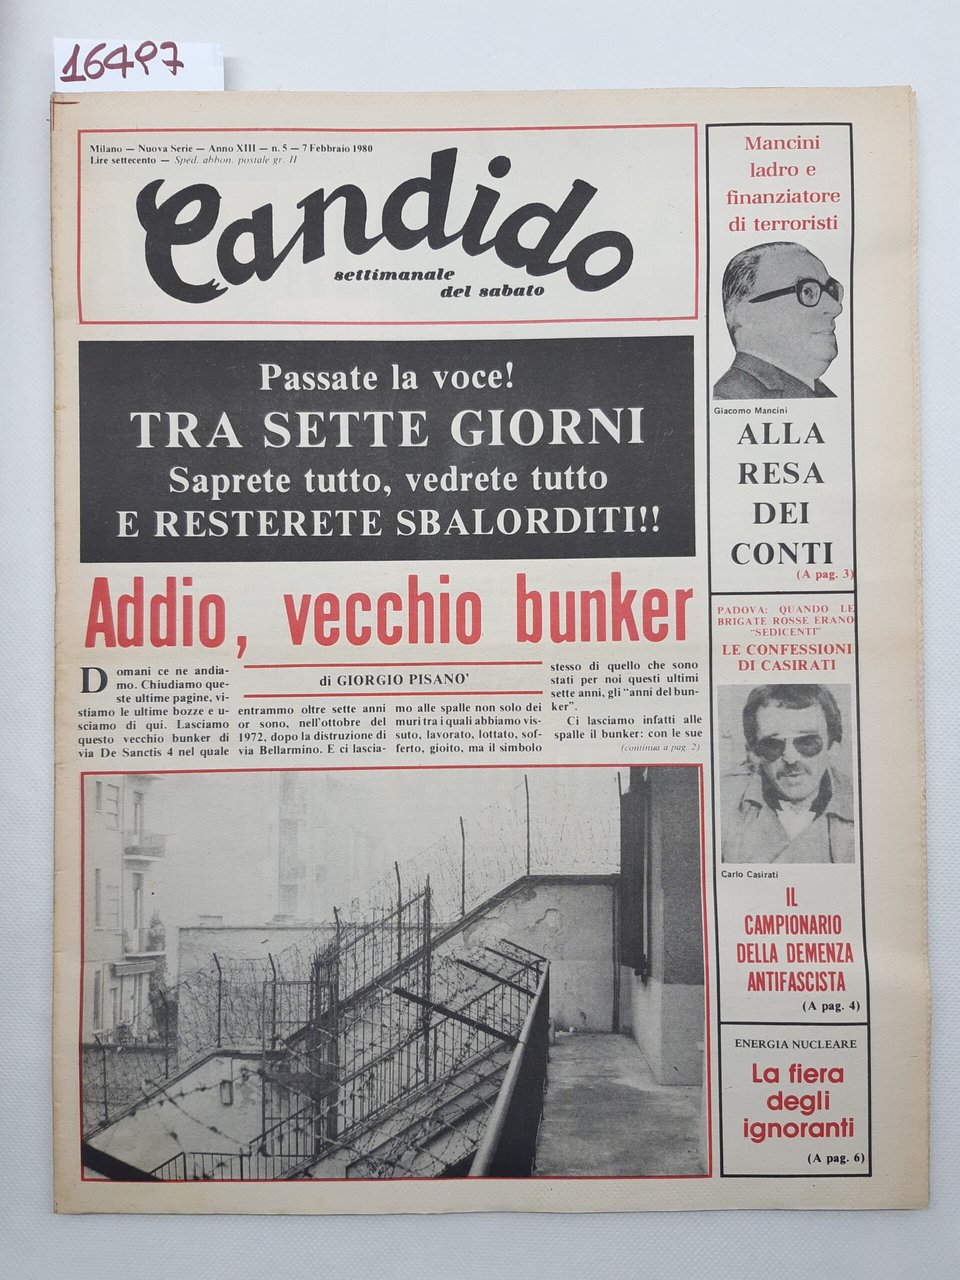 16497
Milano — Nuova Serie — Anno XIII — n. 5 — 7 Febbraio 1980
Lire settecento — Sped. abbon. postale gr. II
Candido
settimanale
del sabato
Passate la voce!
TRA SETTE GIORNI
Saprete tutto, vedrete tutto
E RESTERETE SBALORDITI!!
Addio, vecchio bunker
di GIORGIO PISANO'
Domani ce ne andia-
mo. Chiudiamo que-
ste ultime pagine, vi-
stiamo le ultime bozze e u-
sciamo di qui. Lasciamo
questo vecchio bunker di
via De Sanctis 4 nel quale
entrammo oltre sette anni
or sono, nell'ottobre del
1972, dopo la distruzione di
via Bellarmino. E ci lascia-
mo alle spalle non solo dei
muri tra i quali abbiamo vis-
suto, lavorato, lottato, sof-
ferto, gioito, ma il simbolo
stesso di quello che sono
stati per noi questi ultimi
sette anni, gli "anni del bun-
ker".
Ci lasciamo infatti alle
spalle il bunker: con le sue
(continua a pag. 2)
Mancini
ladro e
finanziatore
di terroristi
Giacomo Mancini
ALLA
RESA
DEI
CONTI
(A pag. 3)
PADOVA: QUANDO LE
BRIGATE ROSSE ERANO
"SEDICENTI"
LE CONFESSIONI
DI CASIRATI
Carlo Casirati
IL
CAMPIONARIO
DELLA DEMENZA
ANTIFASCISTA
(A pag. 4)
ENERGIA NUCLEARE
La fiera
degli
ignoranti
(A pag. 6)